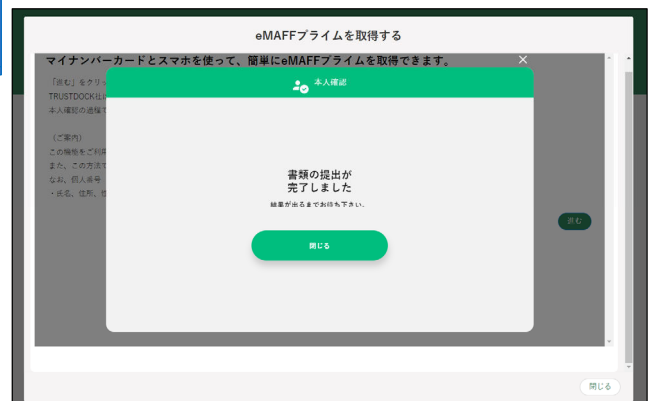 eMAFFプライムを取得する
マイナンバーカードとスマホを使って、簡単にeMAFFプライムを取得できます。
「進む」をクリッ
TRUSTDOCK社に
本人確認の過程で
(ご案内)
この機能をご利用
また、この方法で
なお、個人番号
・氏名、住所、
本人確認
書類の提出が
完了しました
結果が出るまでお待ち下さい。
閉じる
進む
閉じる